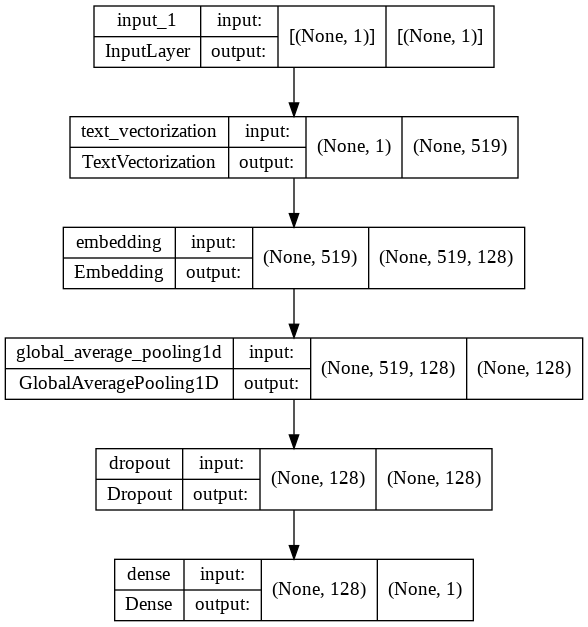 input_1 input: [(None, 1)] [(None, 1)]
InputLayer output:
text_vectorization input: (None, 1) (None, 519)
TextVectorization output:
embedding input: (None, 519) (None, 519, 128)
Embedding output:
global_average_pooling1d input: (None, 519, 128) (None, 128)
GlobalAveragePooling1D output:
dropout input: (None, 128) (None, 128)
Dropout output:
dense input: (None, 128) (None, 1)
Dense output: